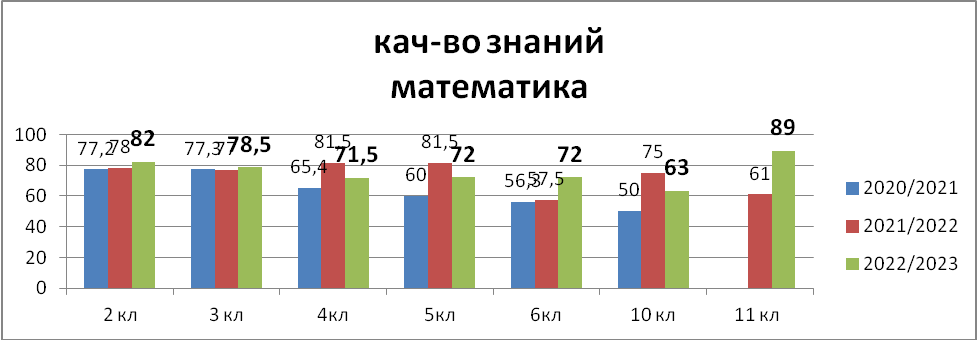 кач-во знаний
математика
100
80
60
40
20
0
77,2 78 82
77,3 77 78,5
65,4 81,5 71,5
60 81,5 72
56,3 57,5 72
50 75 63
61 89
2 кл 3 кл 4кл 5кл 6кл 10 кл 11 кл
2020/2021
2021/2022
2022/2023